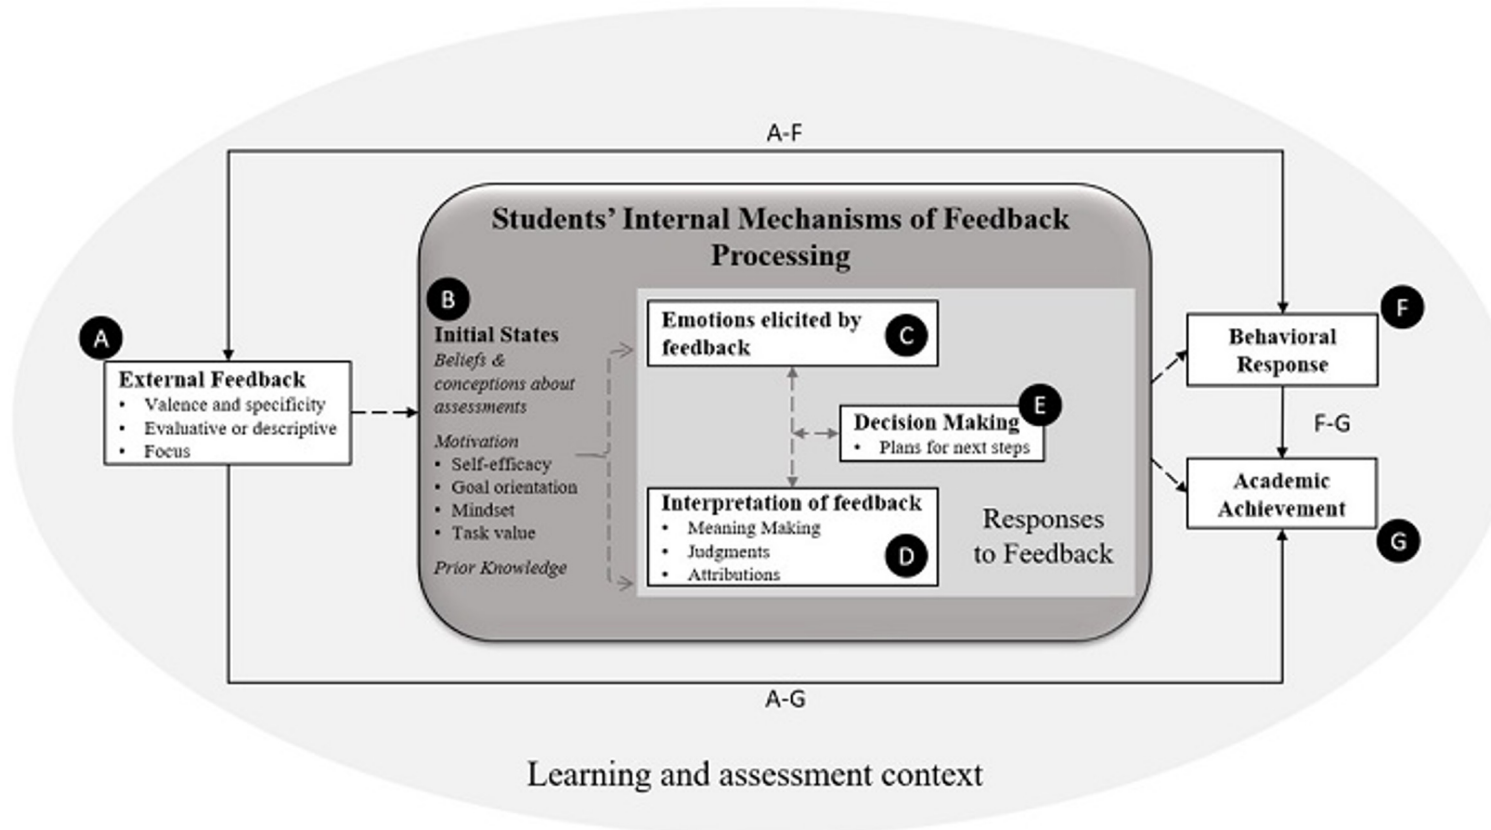 A-F
Students’ Internal Mechanisms of Feedback
Processing
A
External Feedback
• Valence and specificity
• Evaluative or descriptive
• Focus
B
Initial States
Beliefs &
conceptions about
assessments
Motivation
• Self-efficacy
• Goal orientation
• Mindset
• Task value
Prior Knowledge
Emotions elicited by
feedback
C
Decision Making
• Plans for next steps
E
Interpretation of feedback
• Meaning Making
• Judgments
• Attributions
D
Responses
to Feedback
F
Behavioral
Response
F-G
Academic
Achievement
G
A-G
Learning and assessment context